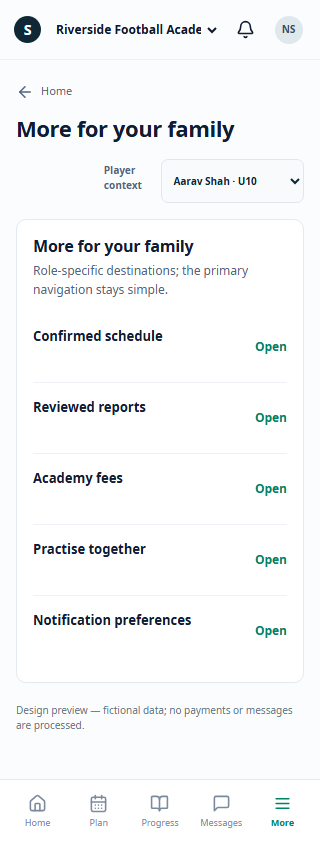 S Riverside Football Acade NS
Home
More for your family
Player
context
Aarav Shah · U10
More for your family
Role-specific destinations; the primary
navigation stays simple.
Confirmed schedule
Open
Reviewed reports
Open
Academy fees
Open
Practise together
Open
Notification preferences
Open
Design preview — fictional data; no payments or messages
are processed.
Home Plan Progress Messages More